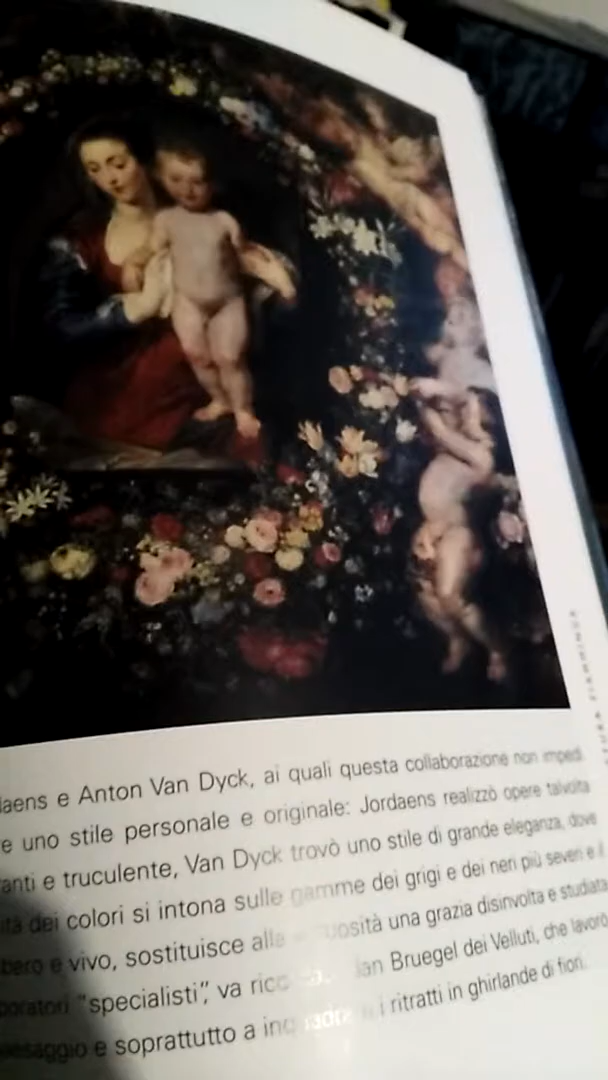 daens e Anton Van Dyck, ai quali questa collaborazione non impedì
e uno stile personale e originale: Jordaens realizzò opere talvolta
anti e truculente, Van Dyck trovò uno stile di grande eleganza, dove
ità dei colori si intona sulle gamme dei grigi e dei neri più severi e il
bero e vivo, sostituisce alla una grazia disinvolta e studiata
boratori "specialisti", va Jan Bruegel dei Velluti, che lavorò
paesaggio e soprattutto a i ritratti in ghirlande di fiori.